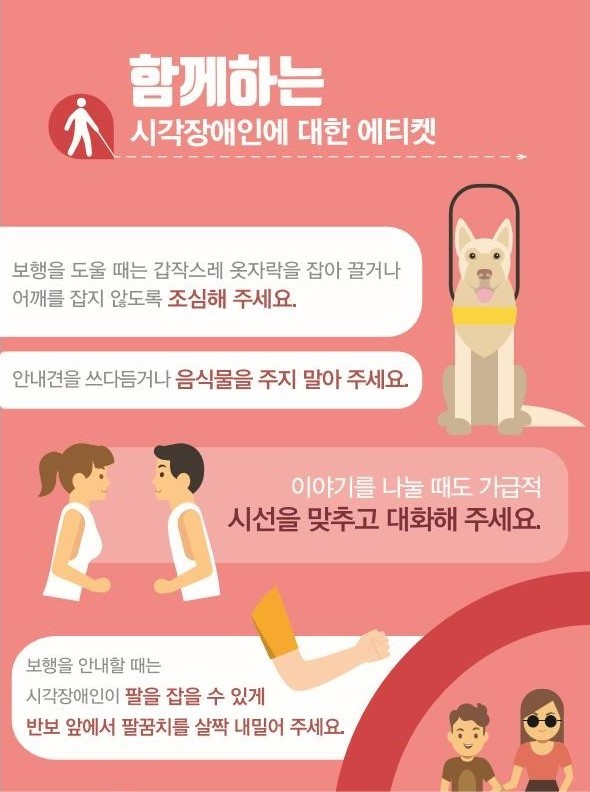 함께하는
시각장애인에 대한 에티켓
보행을 도울 때는 갑작스레 옷자락을 잡아 끌거나
어깨를 잡지 않도록 조심해 주세요.
안내견을 쓰다듬거나 음식물을 주지 말아 주세요.
이야기를 나눌 때도 가급적
시선을 맞추고 대화해 주세요.
보행을 안내할 때는
시각장애인이 팔을 잡을 수 있게
반보 앞에서 팔꿈치를 살짝 내밀어 주세요.